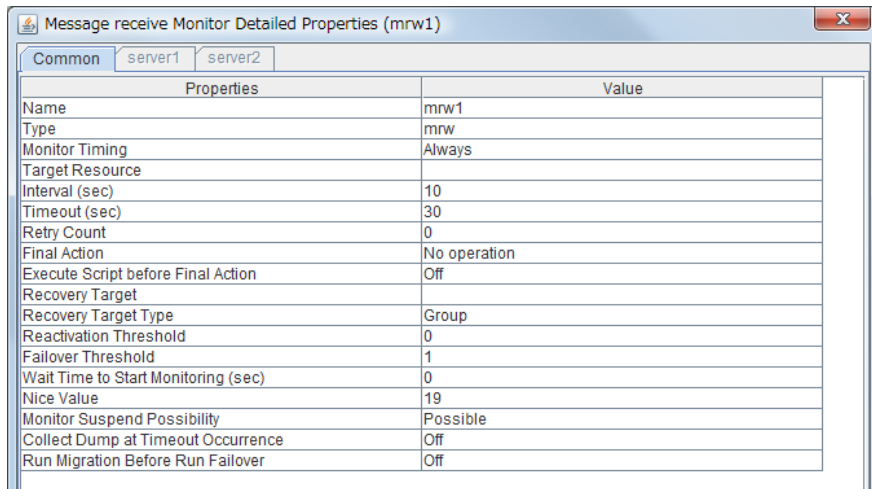 Message receive Monitor Detailed Properties (mrw1)
Common server1 server2
Properties Value
Name mrw1
Type mrw
Monitor Timing Always
Target Resource
Interval (sec) 10
Timeout (sec) 30
Retry Count 0
Final Action No operation
Execute Script before Final Action Off
Recovery Target
Recovery Target Type Group
Reactivation Threshold 0
Failover Threshold 1
Wait Time to Start Monitoring (sec) 0
Nice Value 19
Monitor Suspend Possibility Possible
Collect Dump at Timeout Occurrence Off
Run Migration Before Run Failover Off